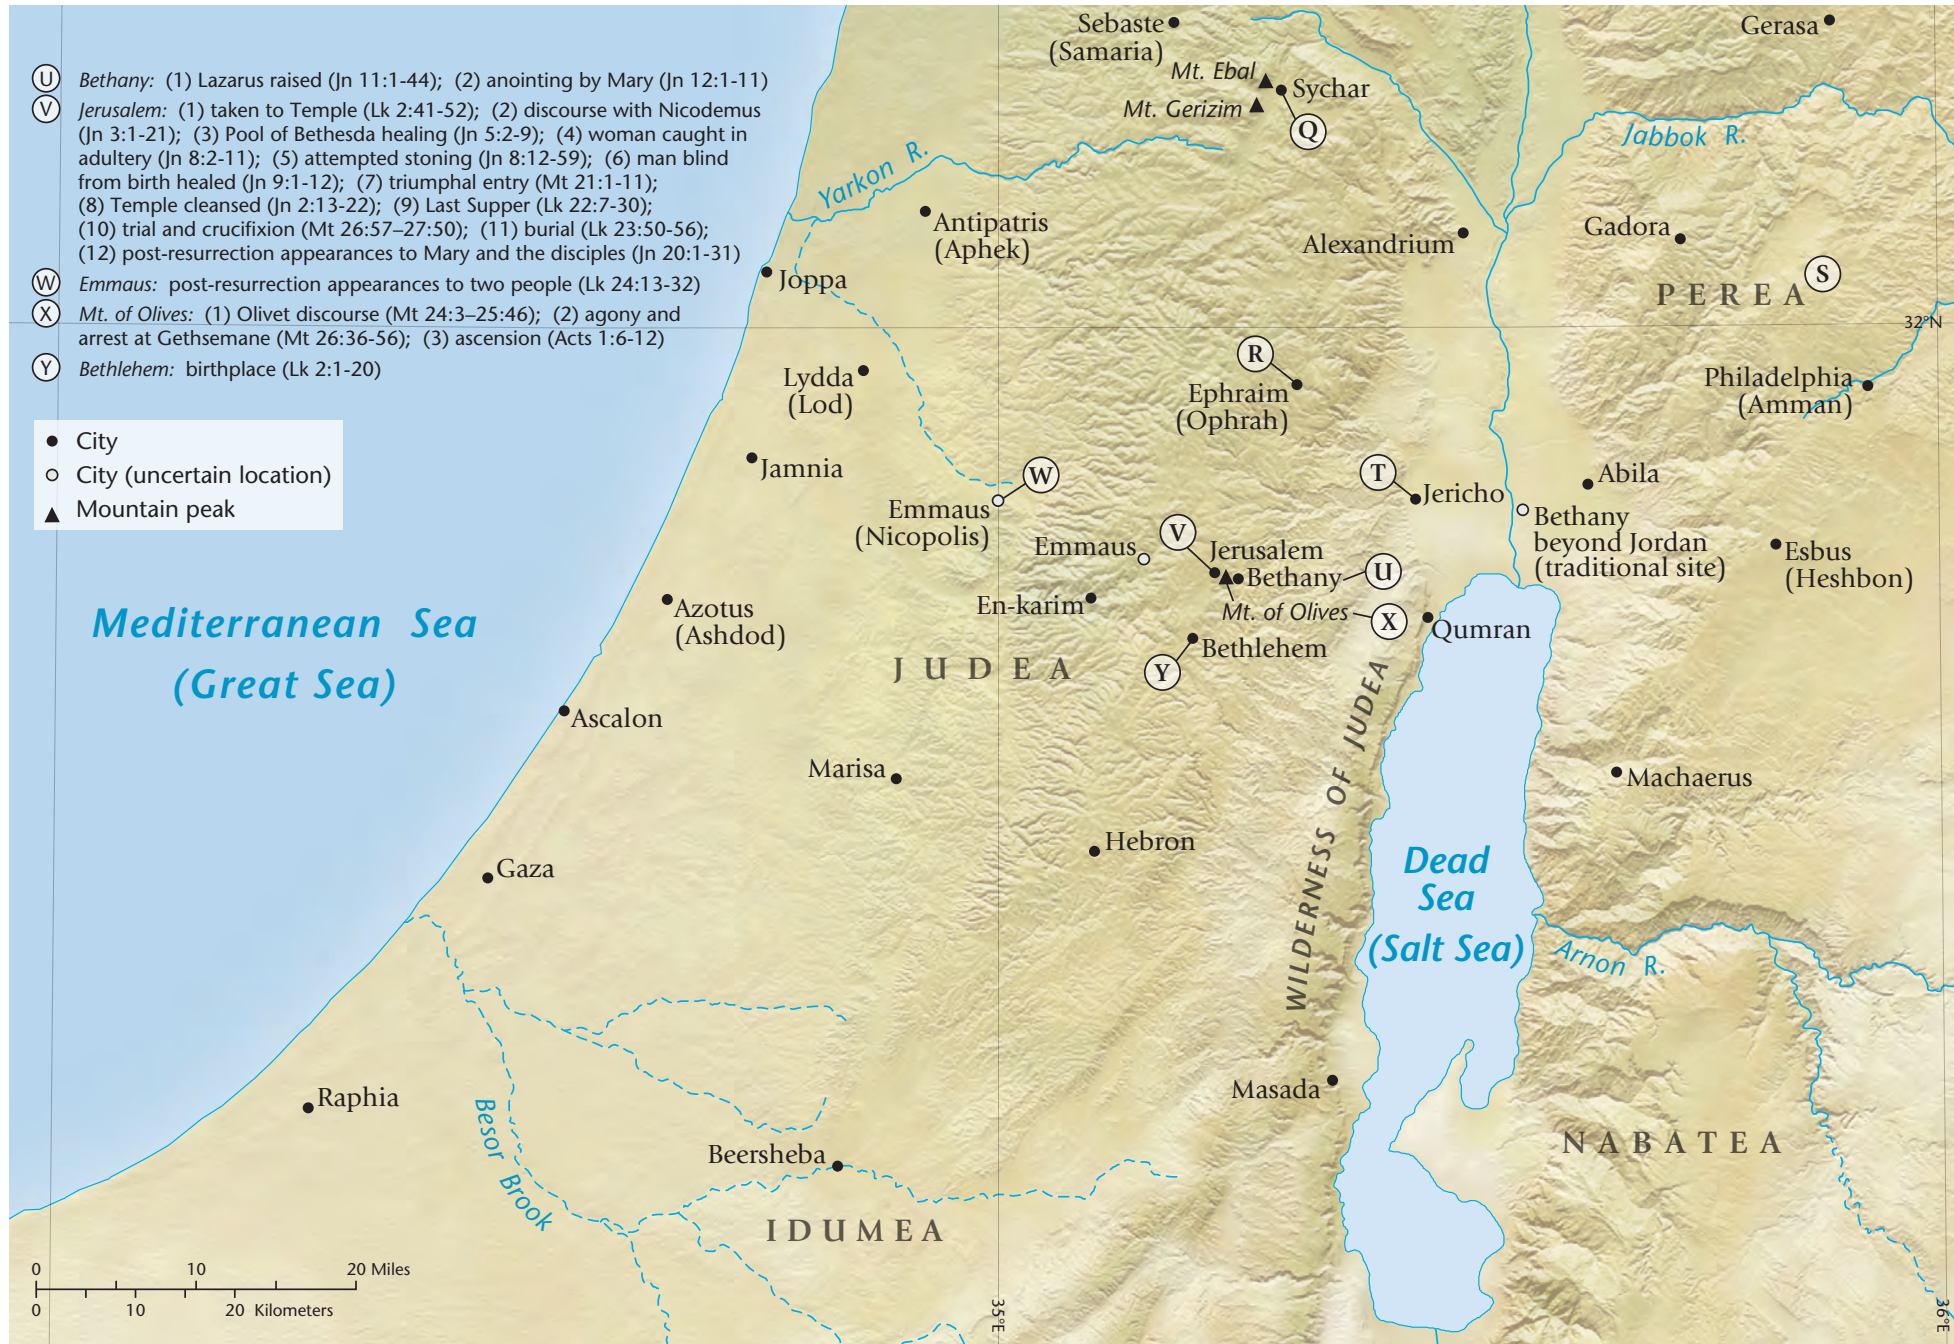 U Bethany: (1) Lazarus raised (Jn 11:1-44); (2) anointing by Mary (Jn 12:1-11)
V Jerusalem: (1) taken to Temple (Lk 2:41-52); (2) discourse with Nicodemus
(Jn 3:1-21); (3) Pool of Bethesda healing (Jn 5:2-9); (4) woman caught in
adultery (Jn 8:2-11); (5) attempted stoning (Jn 8:12-59); (6) man blind
from birth healed (Jn 9:1-12); (7) triumphal entry (Mt 21:1-11);
(8) Temple cleansed (Jn 2:13-22); (9) Last Supper (Lk 22:7-30);
(10) trial and crucifixion (Mt 26:57–27:50); (11) burial (Lk 23:50-56);
(12) post-resurrection appearances to Mary and the disciples (Jn 20:1-31)
W Emmaus: post-resurrection appearances to two people (Lk 24:13-32)
X Mt. of Olives: (1) Olivet discourse (Mt 24:3–25:46); (2) agony and
arrest at Gethsemane (Mt 26:36-56); (3) ascension (Acts 1:6-12)
Y Bethlehem: birthplace (Lk 2:1-20)
City
City (uncertain location)
Mountain peak
Sebaste
(Samaria)
Gerasa
Mt. Ebal
Sychar
Mt. Gerizim
Q
Jabbok R.
Yarkon R.
Antipatris
(Aphek)
Alexandrium
Gadora
S
PEREA
Joppa
32°N
R
Ephraim
(Ophrah)
Lydda
(Lod)
Philadelphia
(Amman)
Jamnia
W
Emmaus
(Nicopolis)
T
Jericho
Abila
Bethany
beyond Jordan
(traditional site)
Esbus
(Heshbon)
V
Emmaus
Jerusalem
Bethany
U
Mt. of Olives
X
En-karim
Qumran
Bethlehem
Y
Azotus
(Ashdod)
Mediterranean Sea
(Great Sea)
JUDEA
WILDERNESS OF JUDEA
Ascalon
Marisa
Machaerus
Hebron
Gaza
Dead
Sea
(Salt Sea)
Arnon R.
Raphia
Masada
Besor Brook
Beersheba
NABATEA
IDUMEA
0 10 20 Miles
0 10 20 Kilometers
35°E
36°E